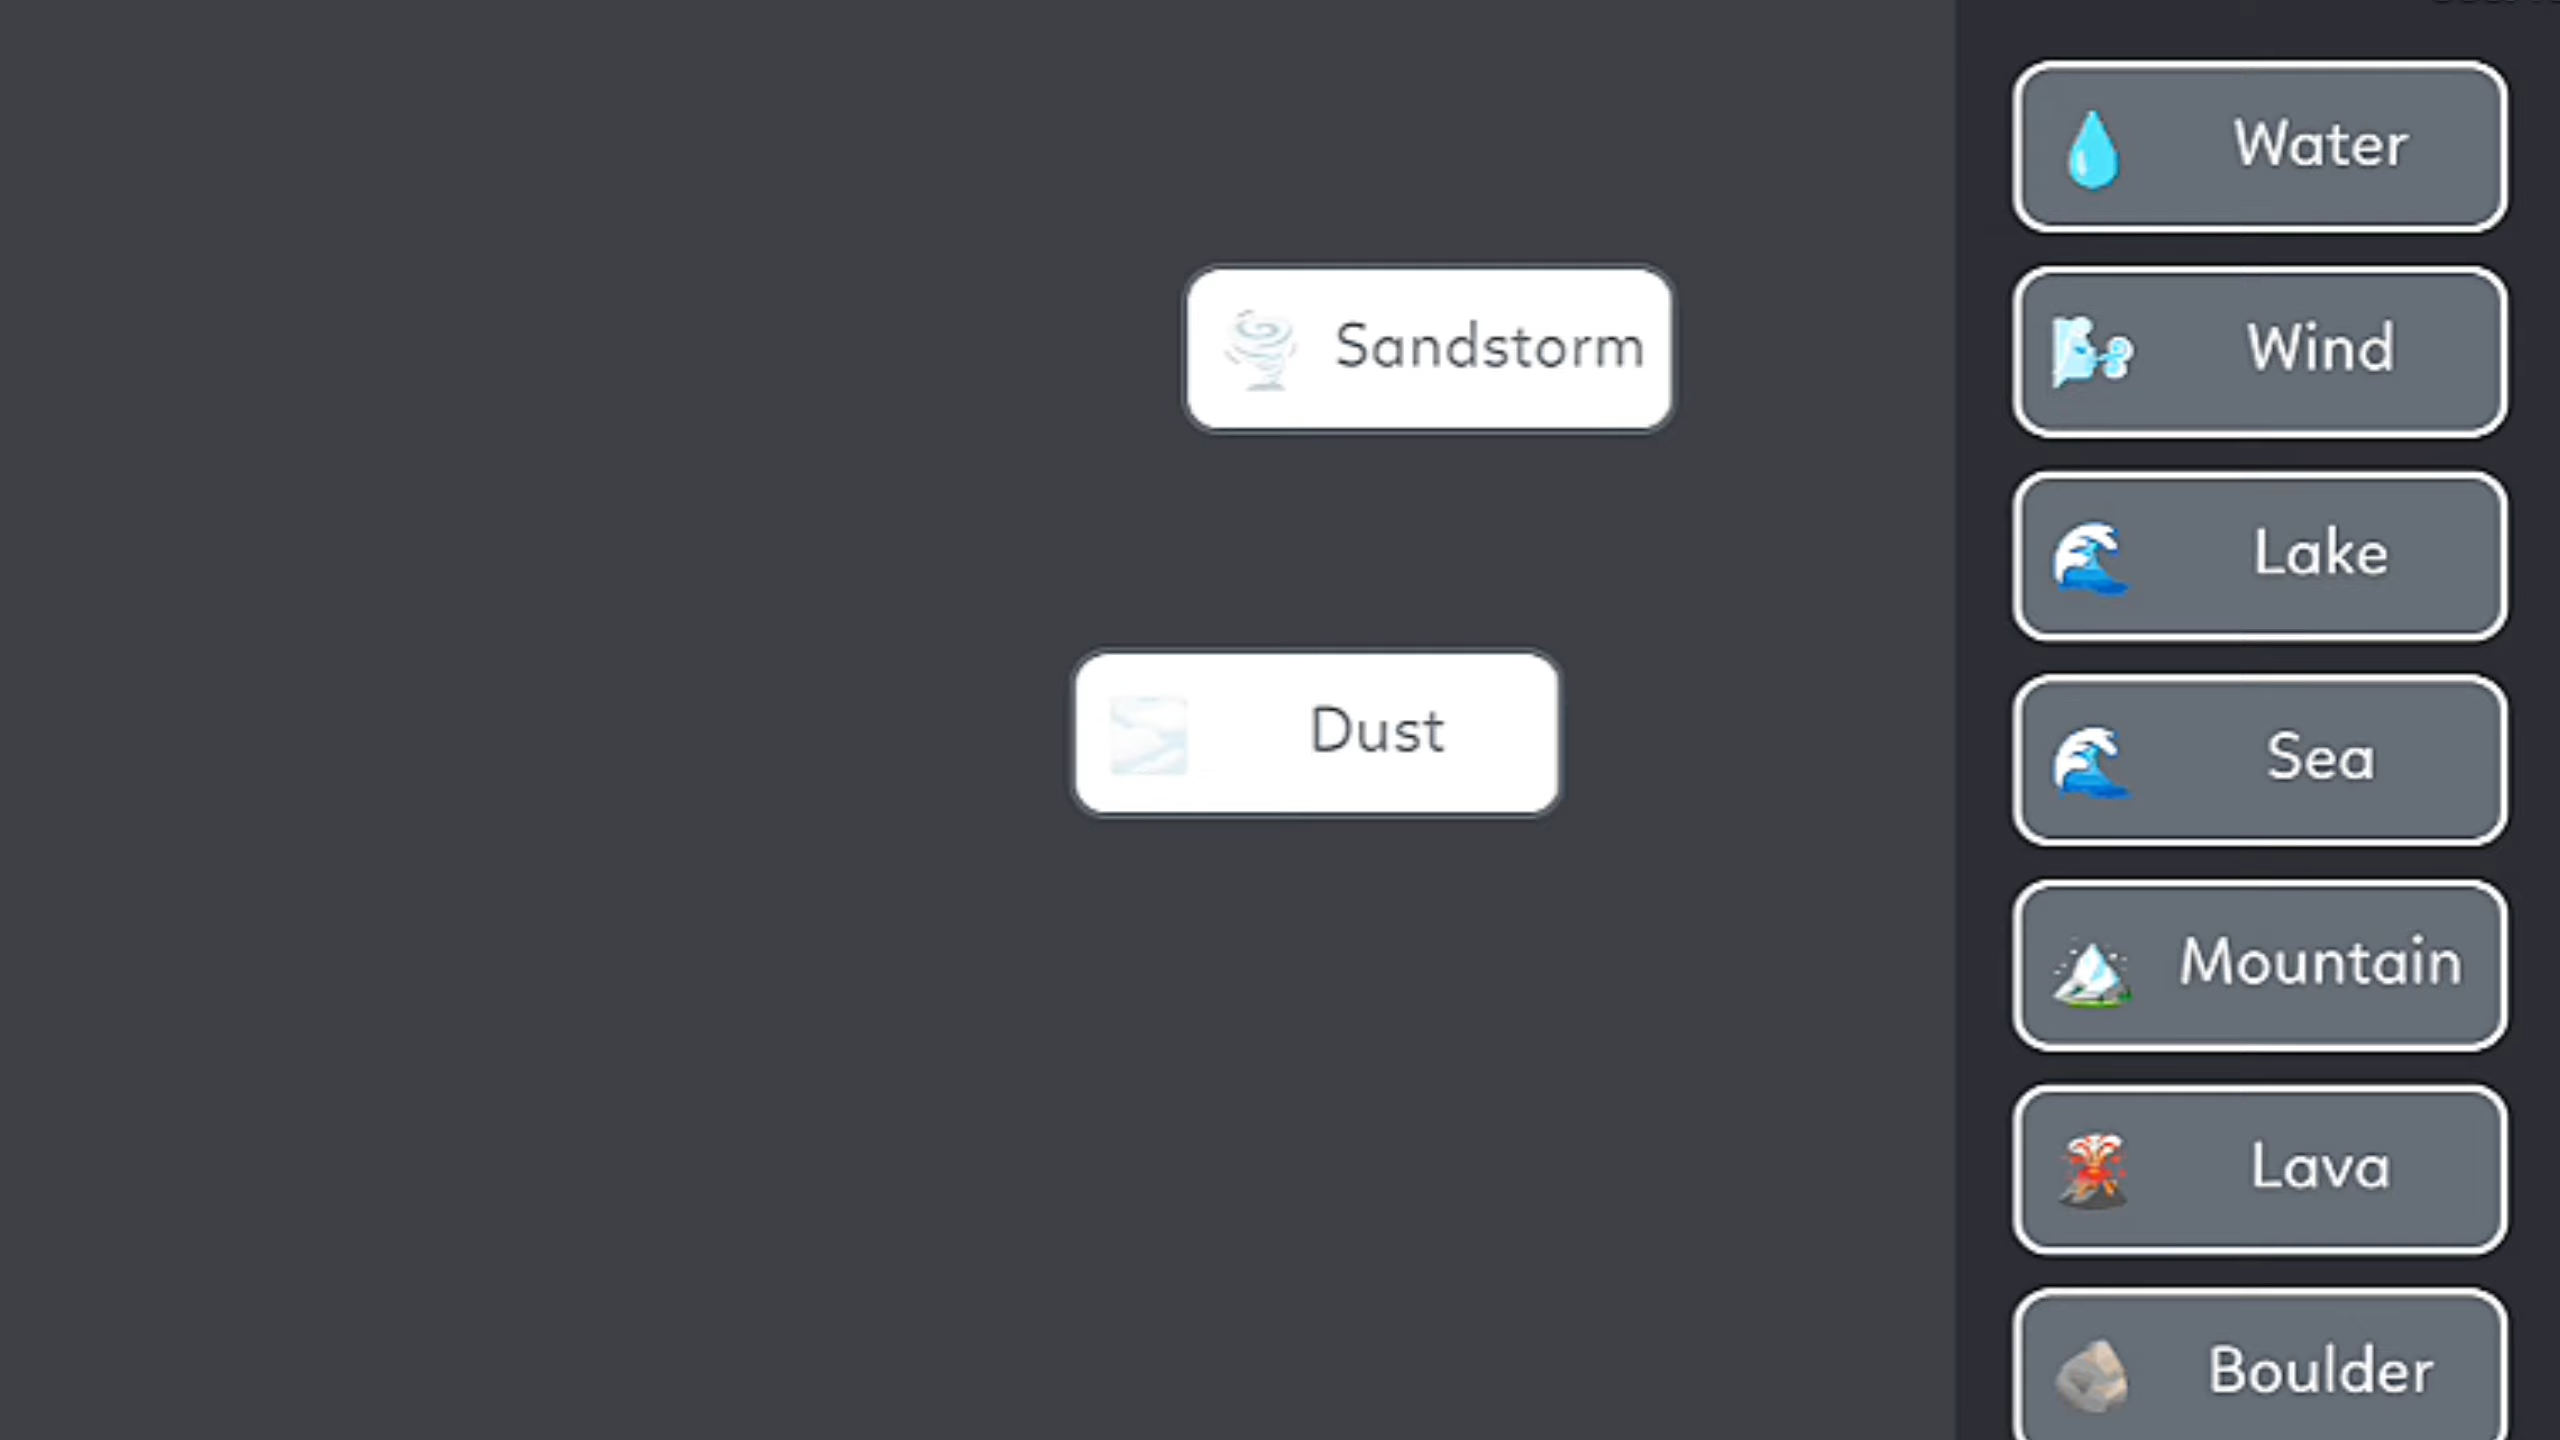 Sandstorm
Dust
Water
Wind
Lake
Sea
Mountain
Lava
Boulder